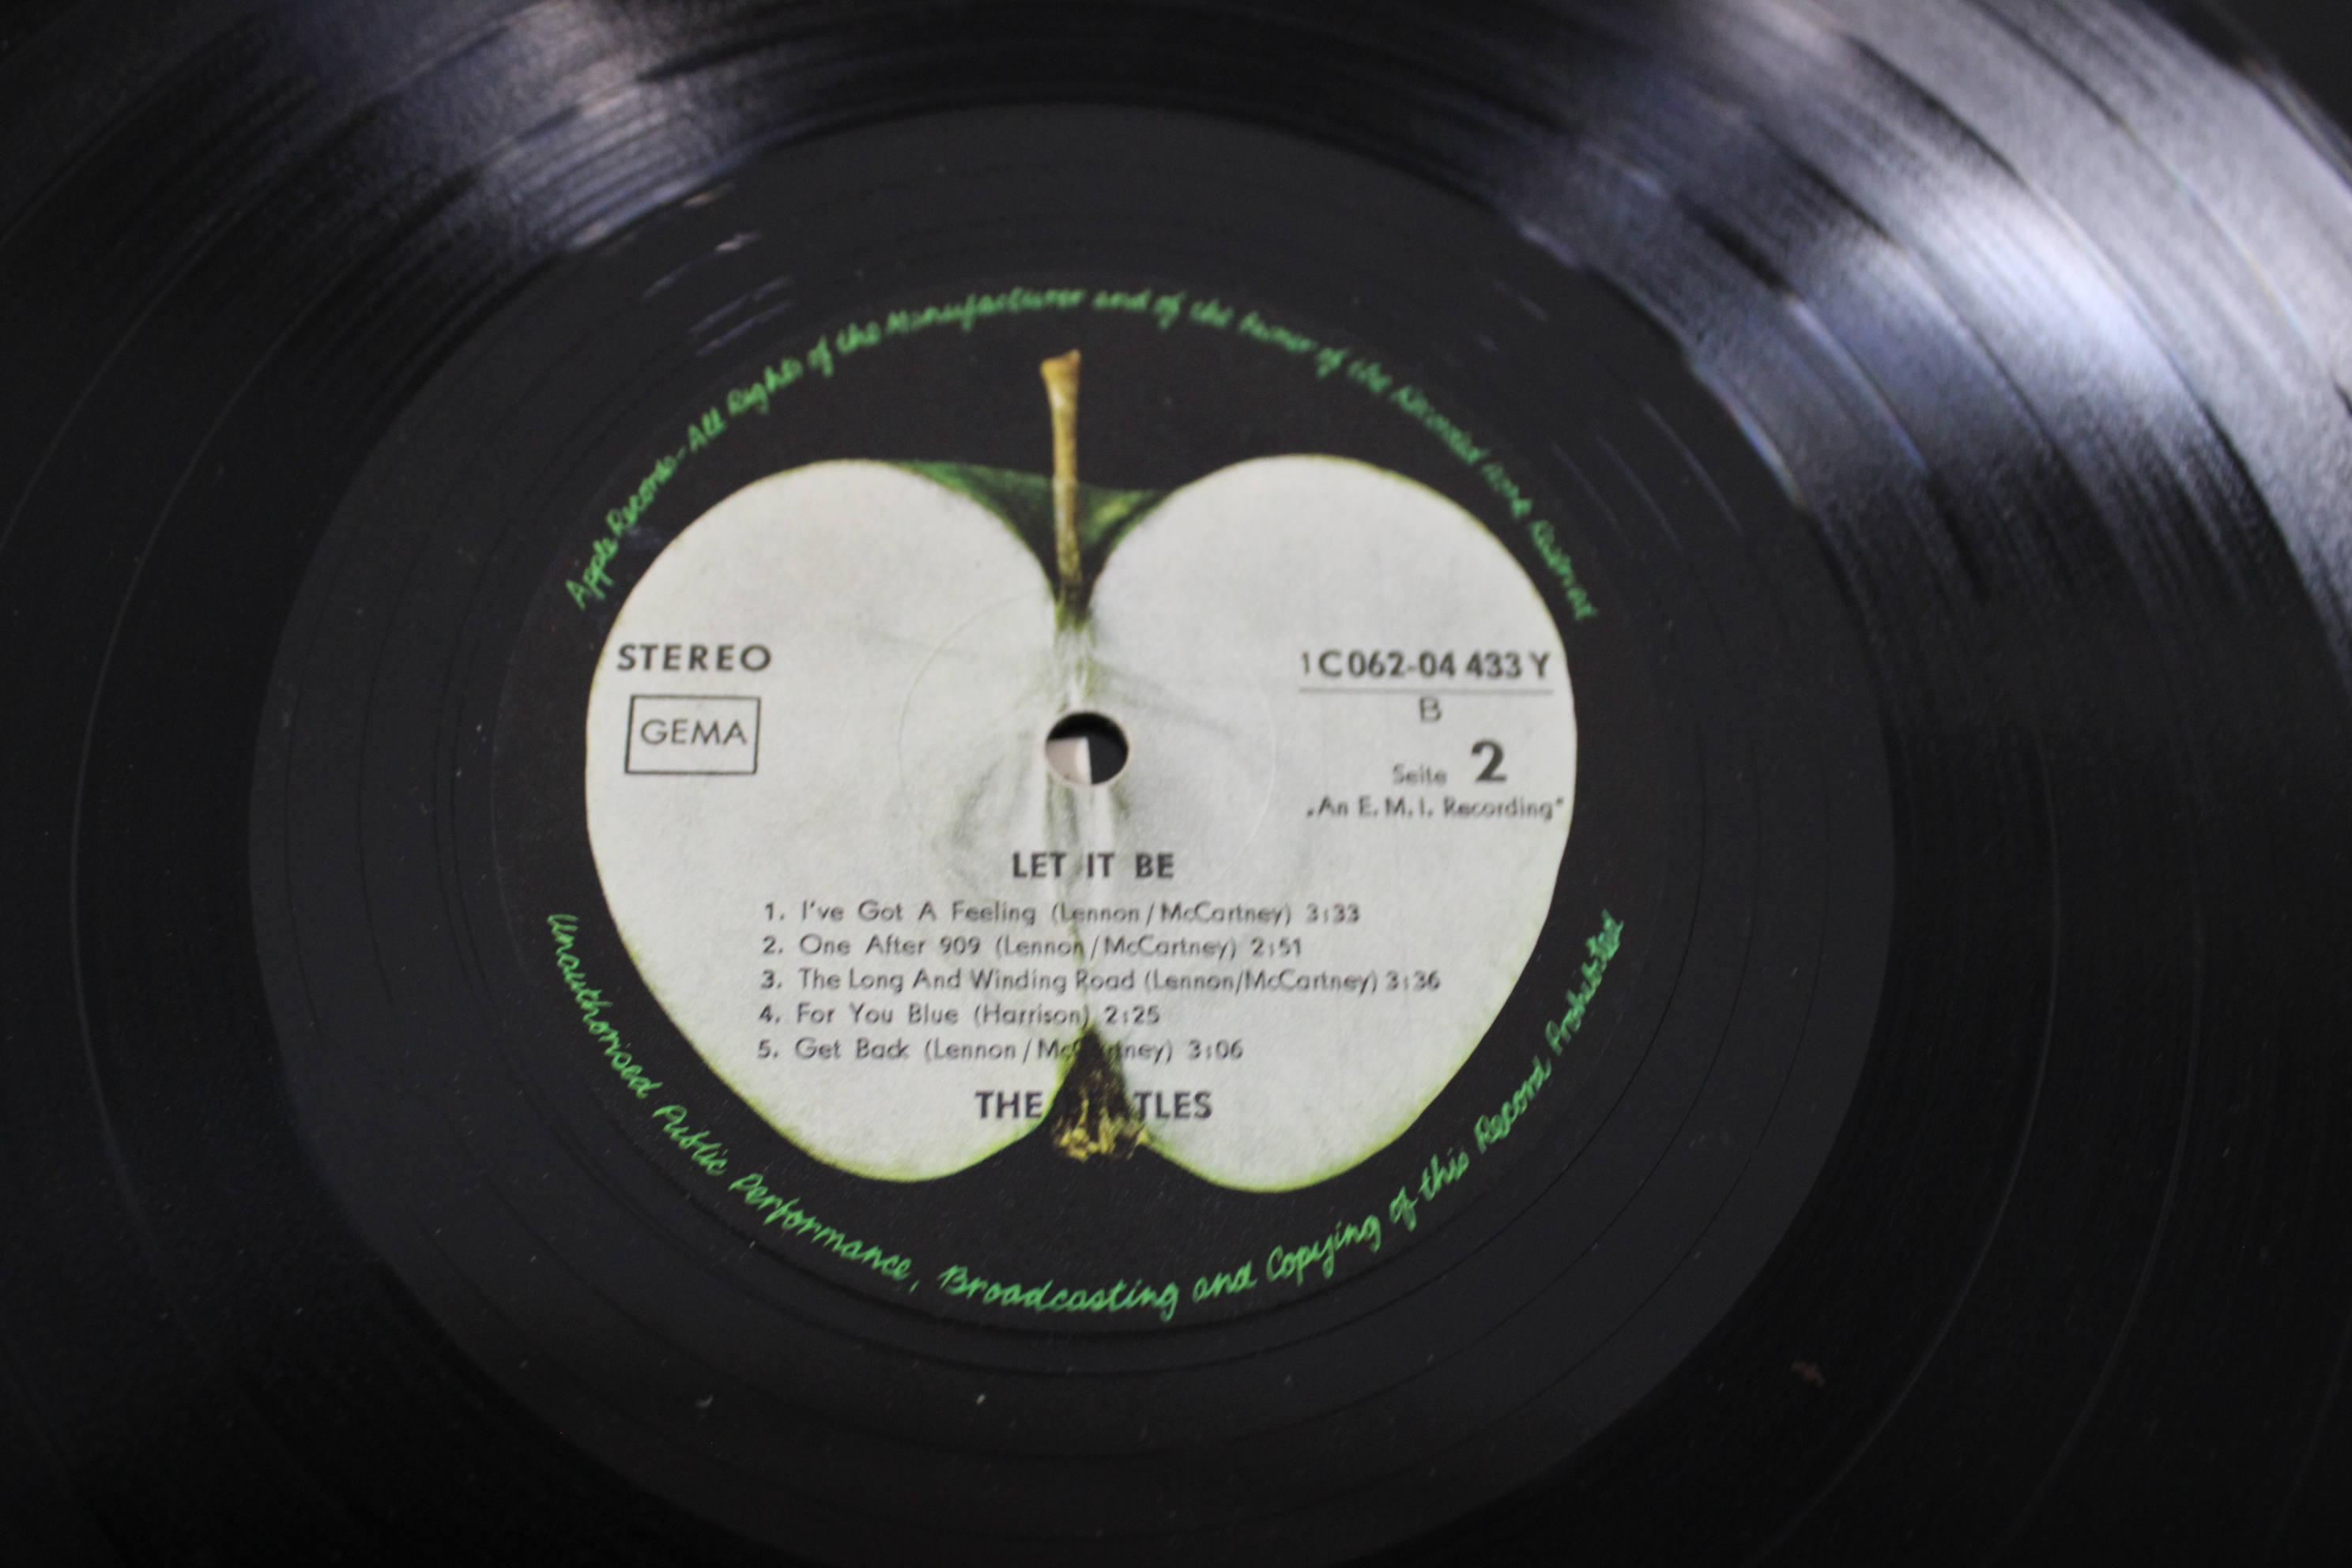 Apple Records-All Rights of the Manufacturer and of the Owner of the Recorded Work Reserved
STEREO
GEMA
1C062-04 433 Y
B
Seite 2
„An E.M.I. Recording"
LET IT BE
1. I've Got A Feeling (Lennon/McCartney) 3:33
2. One After 909 (Lennon/McCartney) 2:51
3. The Long And Winding Road (Lennon/McCartney) 3:36
4. For You Blue (Harrison) 2:25
5. Get Back (Lennon/McCartney) 3:06
THE TLES
Unauthorised Public Performance, Broadcasting and Copying of this Record Prohibited